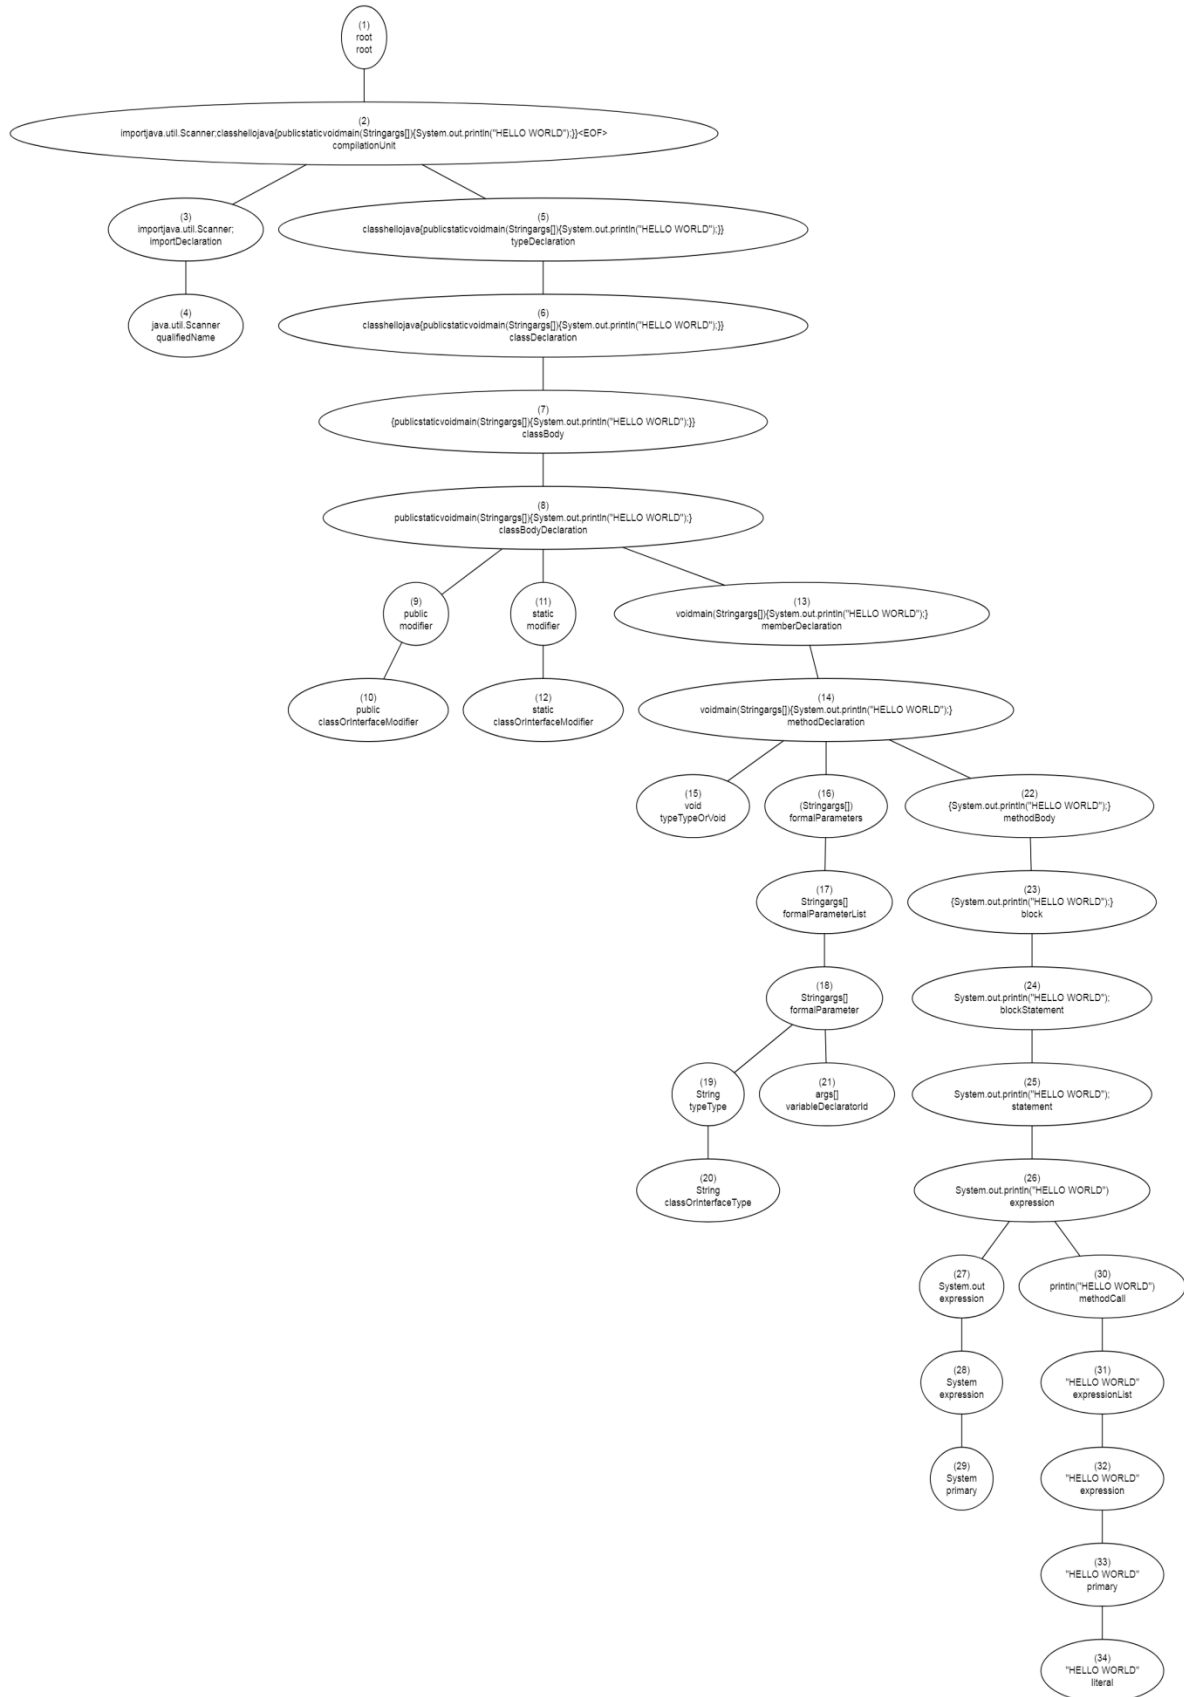 (1)
root
root
(2)
importjava.util.Scanner;classhellojava{publicstaticvoidmain(Stringargs[]){System.out.println("HELLO WORLD");}}<EOF>
compilationUnit
(3)
importjava.util.Scanner;
importDeclaration
(5)
classhellojava{publicstaticvoidmain(Stringargs[]){System.out.println("HELLO WORLD");}}
typeDeclaration
(4)
java.util.Scanner
qualifiedName
(6)
classhellojava{publicstaticvoidmain(Stringargs[]){System.out.println("HELLO WORLD");}}
classDeclaration
(7)
{publicstaticvoidmain(Stringargs[]){System.out.println("HELLO WORLD");}}
classBody
(8)
publicstaticvoidmain(Stringargs[]){System.out.println("HELLO WORLD");}
classBodyDeclaration
(9)
public
modifier
(11)
static
modifier
(13)
voidmain(Stringargs[]){System.out.println("HELLO WORLD");}
memberDeclaration
(10)
public
classOrInterfaceModifier
(12)
static
classOrInterfaceModifier
(14)
voidmain(Stringargs[]){System.out.println("HELLO WORLD");}
methodDeclaration
(15)
void
typeTypeOrVoid
(16)
(Stringargs[])
formalParameters
(22)
{System.out.println("HELLO WORLD");}
methodBody
(17)
Stringargs[]
formalParameterList
(23)
{System.out.println("HELLO WORLD");}
block
(18)
Stringargs[]
formalParameter
(24)
System.out.println("HELLO WORLD");
blockStatement
(19)
String
typeType
(21)
args[]
variableDeclaratorId
(25)
System.out.println("HELLO WORLD");
statement
(20)
String
classOrInterfaceType
(26)
System.out.println("HELLO WORLD")
expression
(27)
System.out
expression
(30)
println("HELLO WORLD")
methodCall
(28)
System
expression
(31)
"HELLO WORLD"
expressionList
(29)
System
primary
(32)
"HELLO WORLD"
expression
(33)
"HELLO WORLD"
primary
(34)
"HELLO WORLD"
literal